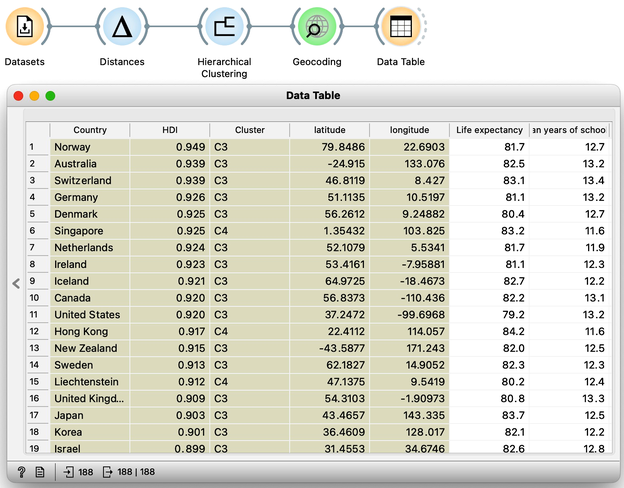 Datasets Distances Hierarchical Clustering Geocoding Data Table
Data Table
Country HDI Cluster latitude longitude Life expectancy an years of schoo
1 Norway 0.949 C3 79.8486 22.6903 81.7 12.7
2 Australia 0.939 C3 -24.915 133.076 82.5 13.2
3 Switzerland 0.939 C3 46.8119 8.427 83.1 13.4
4 Germany 0.926 C3 51.1135 10.5197 81.1 13.2
5 Denmark 0.925 C3 56.2612 9.24882 80.4 12.7
6 Singapore 0.925 C4 1.35432 103.825 83.2 11.6
7 Netherlands 0.924 C3 52.1079 5.5341 81.7 11.9
8 Ireland 0.923 C3 53.4161 -7.95881 81.1 12.3
9 Iceland 0.921 C3 64.9725 -18.4673 82.7 12.2
10 Canada 0.920 C3 56.8373 -110.436 82.2 13.1
11 United States 0.920 C3 37.2472 -99.6968 79.2 13.2
12 Hong Kong 0.917 C4 22.4112 114.057 84.2 11.6
13 New Zealand 0.915 C3 -43.5877 171.243 82.0 12.5
14 Sweden 0.913 C3 62.1827 14.9052 82.3 12.3
15 Liechtenstein 0.912 C4 47.1375 9.5419 80.2 12.4
16 United Kingd... 0.909 C3 54.3103 -1.90973 80.8 13.3
17 Japan 0.903 C3 43.4657 143.335 83.7 12.5
18 Korea 0.901 C3 36.4609 128.017 82.1 12.2
19 Israel 0.899 C3 31.4553 34.6746 82.6 12.8
? 188 188 | 188